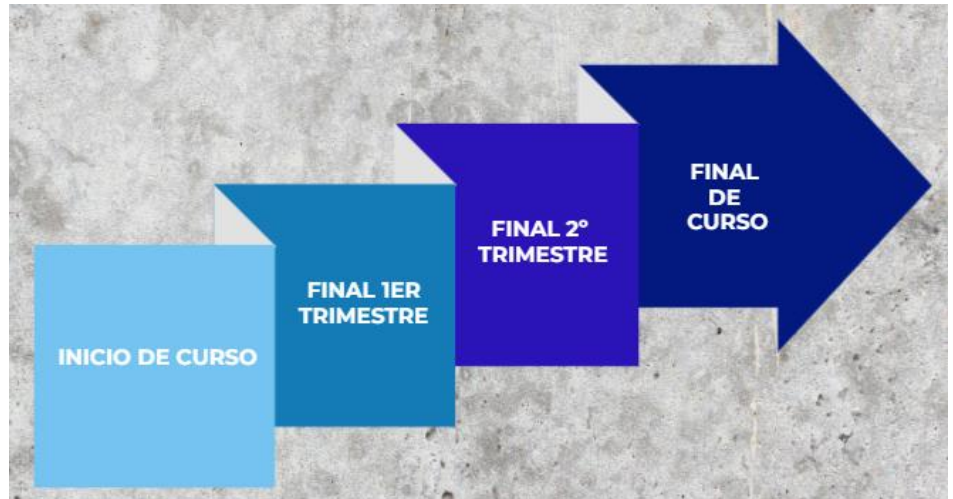 INICIO DE CURSO
FINAL 1ER
TRIMESTRE
FINAL 2º
TRIMESTRE
FINAL
DE
CURSO